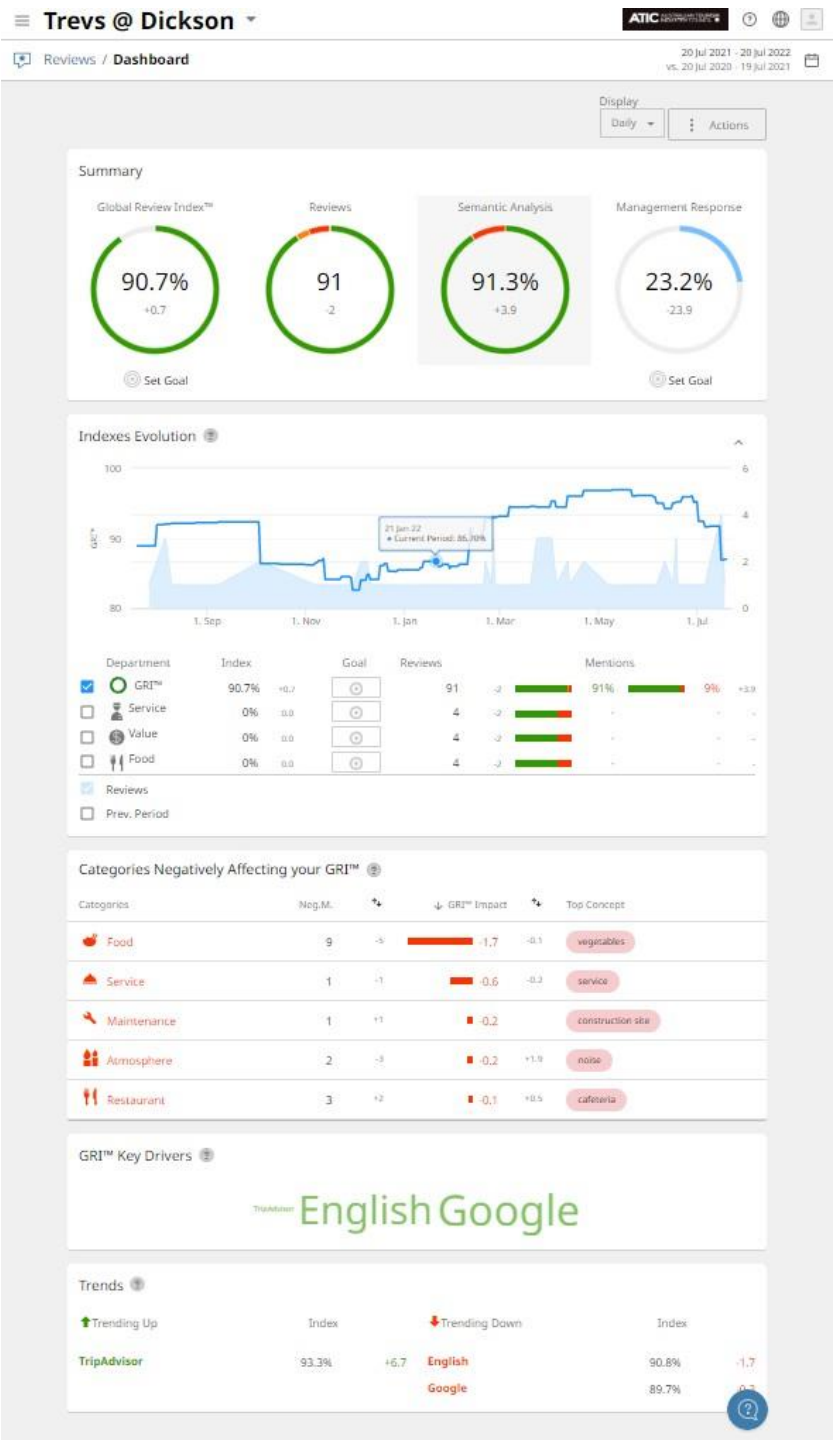 Trevs @ Dickson
ATIC
Reviews / Dashboard
20 Jul 2021 - 20 Jul 2022
vs. 20 Jul 2020 - 19 Jul 2021
Display
Daily
Actions
Summary
Global Review Index™ Reviews Semantic Analysis Management Response
90.7% 91 91.3% 23.2%
+0.7 -2 +3.9 -23.9
Set Goal Set Goal
Indexes Evolution ?
100 6
4
GRI™ 90 2
80 0
21 Jan 22
Current Period: 86.70%
1. Sep 1. Nov 1. Jan 1. Mar 1. May 1. Jul
Department Index Goal Reviews Mentions
GRI™ 90.7% +0.7 91 -2 91% 9% +3.9
Service 0% 0.0 4 -2 - - -
Value 0% 0.0 4 -2 - - -
Food 0% 0.0 4 -2 - - -
Reviews
Prev. Period
Categories Negatively Affecting your GRI™ ?
Categories Neg.M. GRI™ Impact Top Concept
Food 9 -5 -1.7 -0.1 vegetables
Service 1 -1 -0.6 -0.2 service
Maintenance 1 +1 -0.2 construction site
Atmosphere 2 -3 -0.2 +1.9 noise
Restaurant 3 +2 -0.1 +0.5 cafeteria
GRI™ Key Drivers ?
TripAdvisor English Google
Trends ?
Trending Up Index Trending Down Index
TripAdvisor 93.3% +6.7 English 90.8% -1.7
Google 89.7%
?